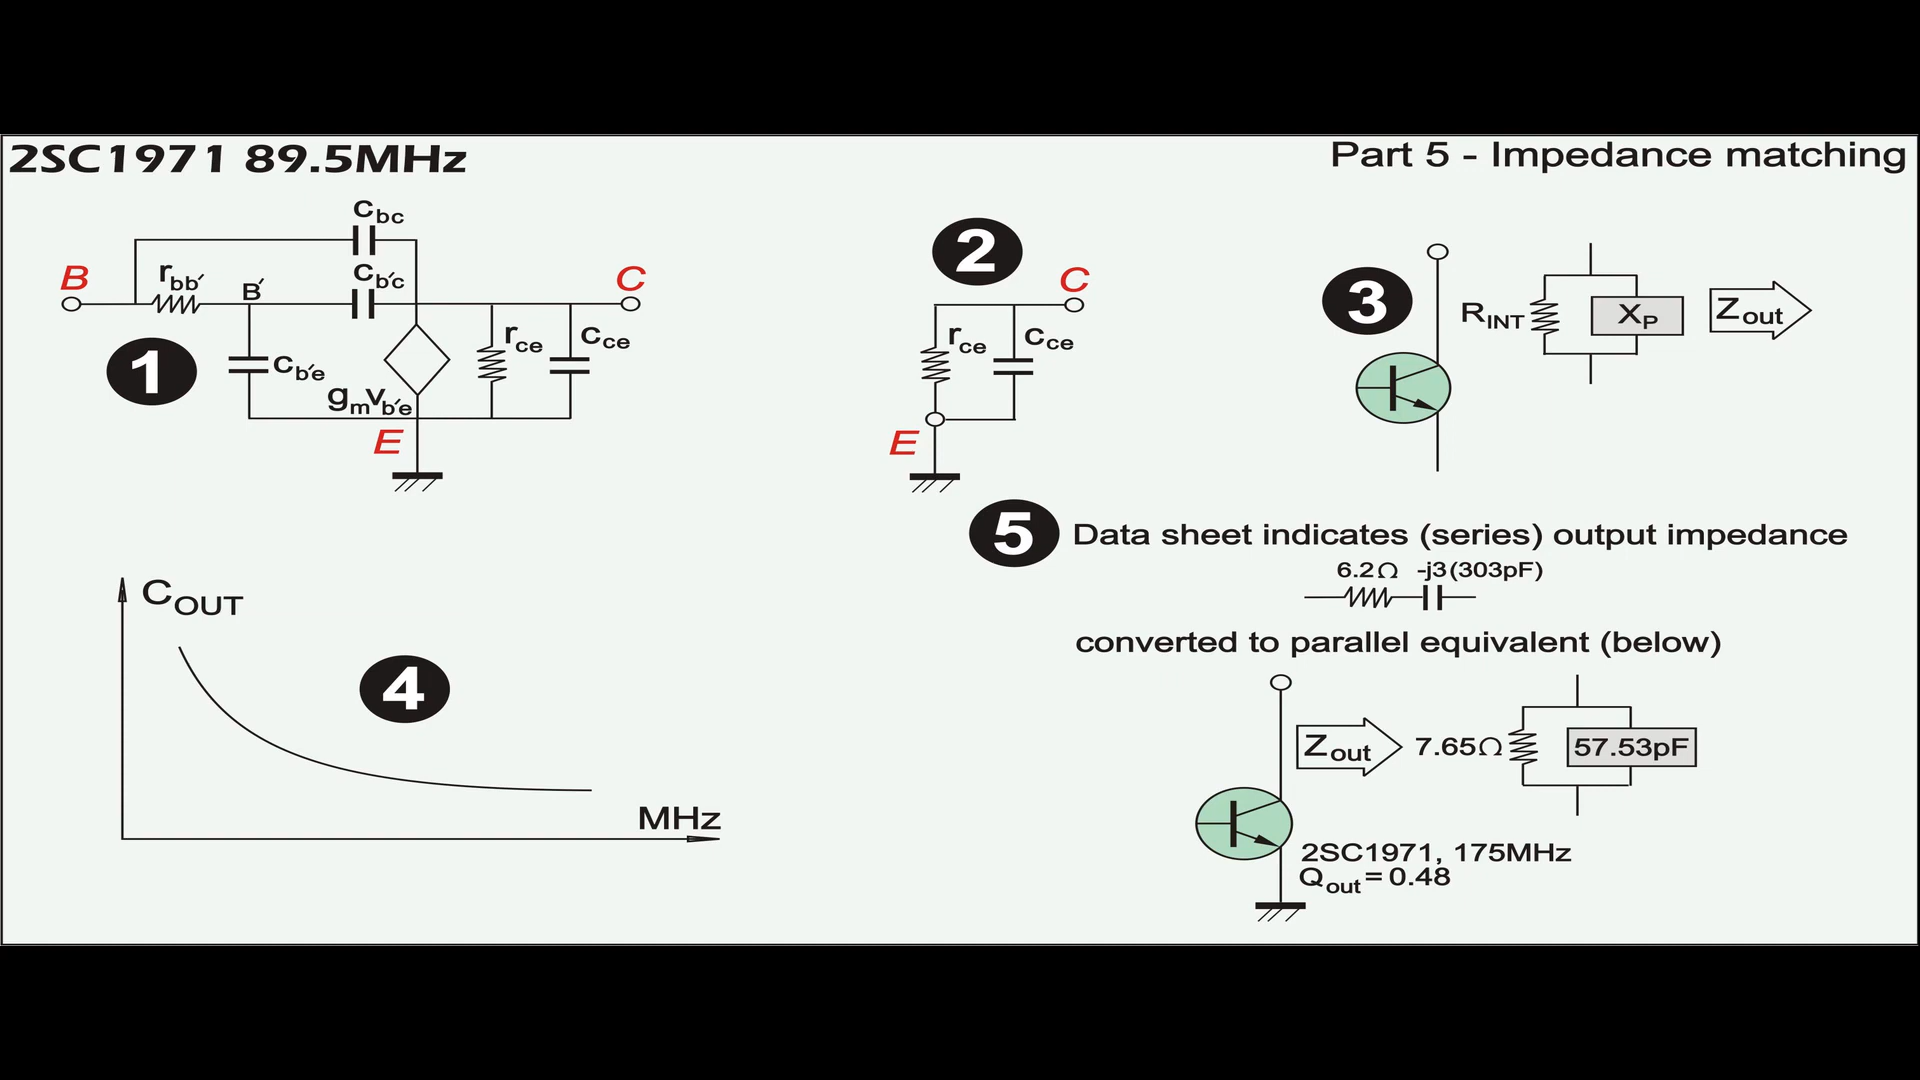 2SC1971 89.5MHz
Part 5 - Impedance matching
Cbc
B
rbb′
B′
Cb′c
C
1
Cb′e
gmvb′e
rce
Cce
E
2
C
rce
Cce
E
3
RINT
XP
Zout
COUT
4
MHz
5 Data sheet indicates (series) output impedance
6.2Ω -j3(303pF)
converted to parallel equivalent (below)
Zout
7.65Ω
57.53pF
2SC1971, 175MHz
Qout=0.48